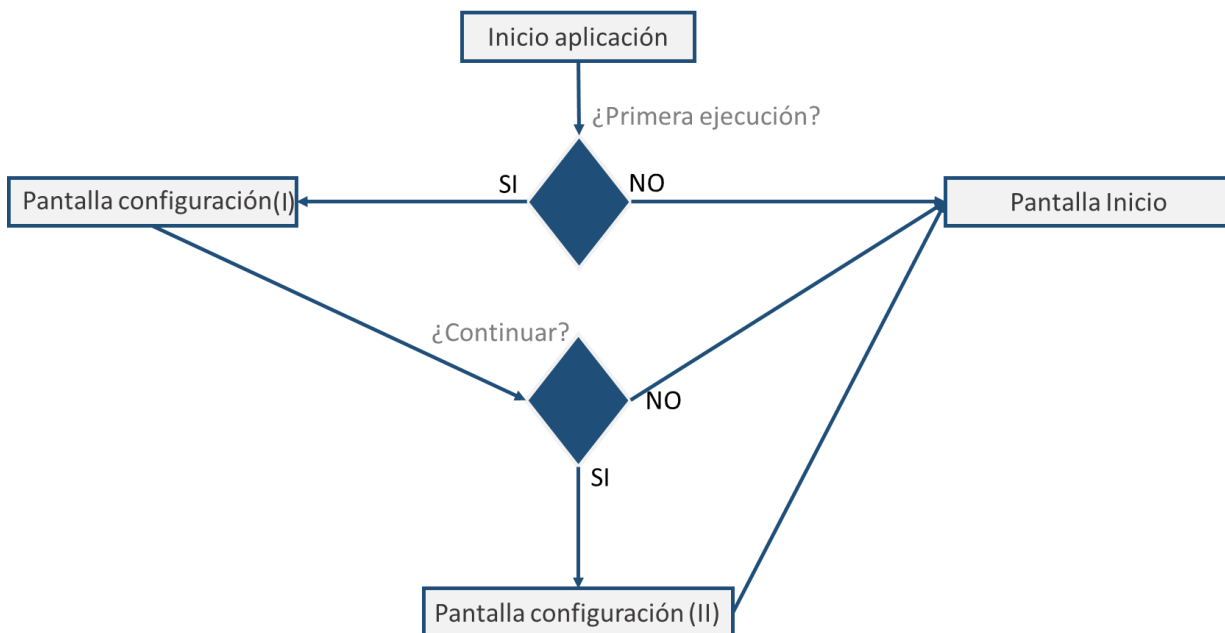 Inicio aplicación
¿Primera ejecución?
SI
NO
Pantalla configuración(I)
Pantalla Inicio
¿Continuar?
NO
SI
Pantalla configuración (II)